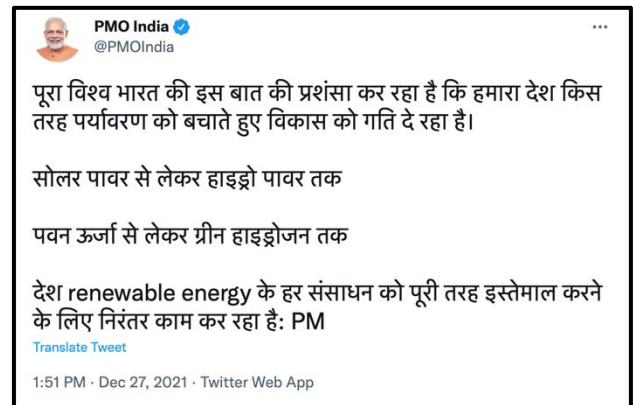 PMO India
@PMOIndia
पूरा विश्व भारत की इस बात की प्रशंसा कर रहा है कि हमारा देश किस
तरह पर्यावरण को बचाते हुए विकास को गति दे रहा है।
सोलर पावर से लेकर हाइड्रो पावर तक
पवन ऊर्जा से लेकर ग्रीन हाइड्रोजन तक
देश renewable energy के हर संसाधन को पूरी तरह इस्तेमाल करने
के लिए निरंतर काम कर रहा है: PM
Translate Tweet
1:51 PM · Dec 27, 2021 · Twitter Web App